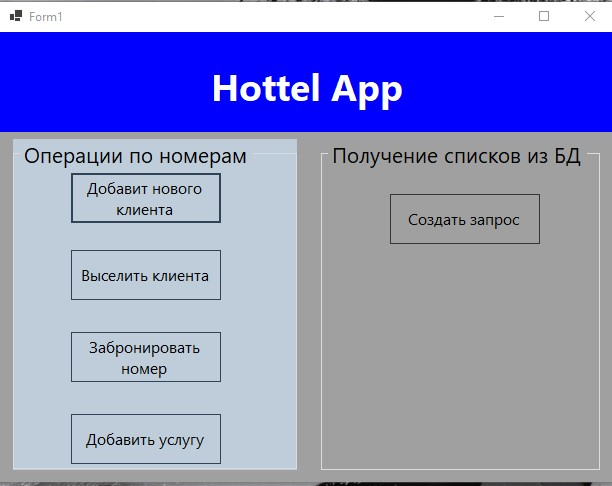 Form1
Hottel App
Операции по номерам
Добавит нового
клиента
Выселить клиента
Забронировать
номер
Добавить услугу
Получение списков из БД
Создать запрос